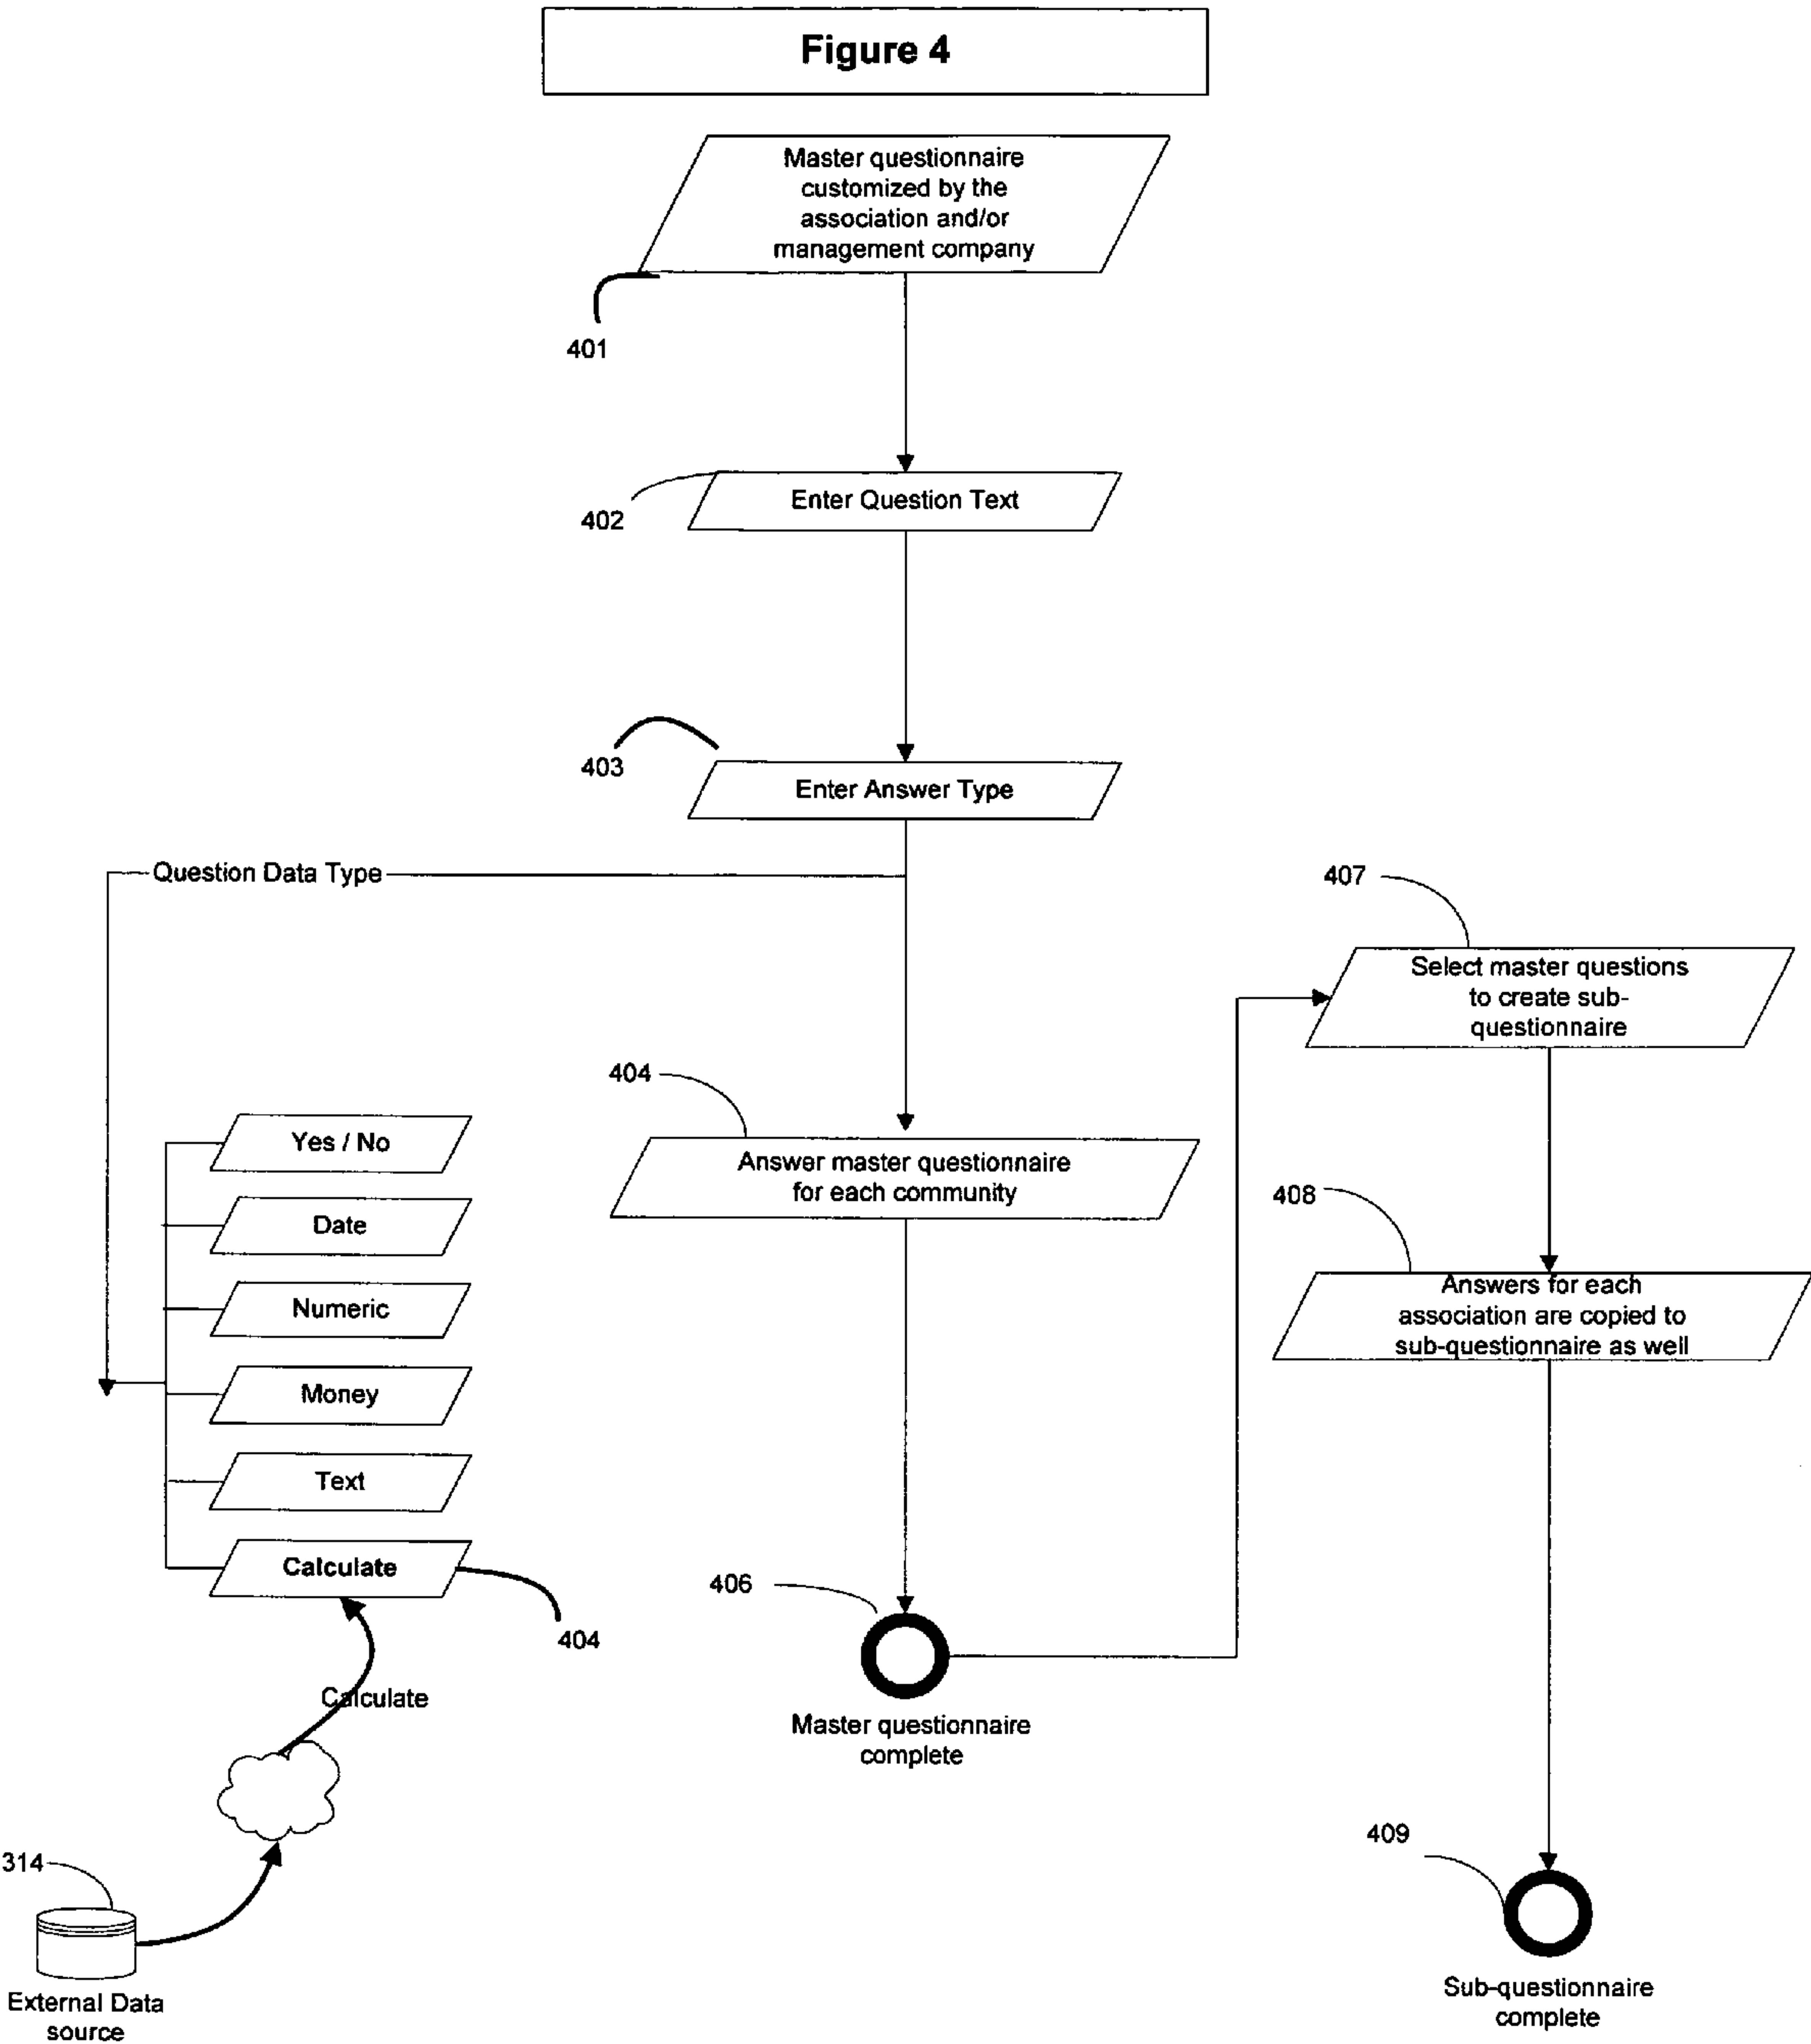 Figure 4
Master questionnaire
customized by the
association and/or
management company
401
Enter Question Text
402
403
Enter Answer Type
Question Data Type
407
Select master questions
to create sub-
questionnaire
404
Answer master questionnaire
for each community
Yes / No
Date
Numeric
Money
Text
Calculate
404
408
Answers for each
association are copied to
sub-questionnaire as well
406
Master questionnaire
complete
Calculate
314
External Data
source
409
Sub-questionnaire
complete